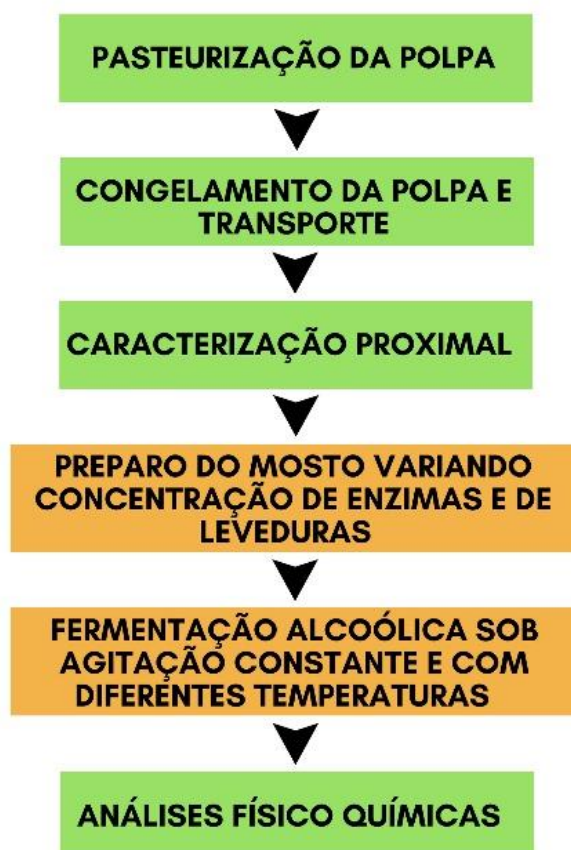 PASTEURIZAÇÃO DA POLPA
CONGELAMENTO DA POLPA E
TRANSPORTE
CARACTERIZAÇÃO PROXIMAL
PREPARO DO MOSTO VARIANDO
CONCENTRAÇÃO DE ENZIMAS E DE
LEVEDURAS
FERMENTAÇÃO ALCOÓLICA SOB
AGITAÇÃO CONSTANTE E COM
DIFERENTES TEMPERATURAS
ANÁLISES FÍSICO QUÍMICAS